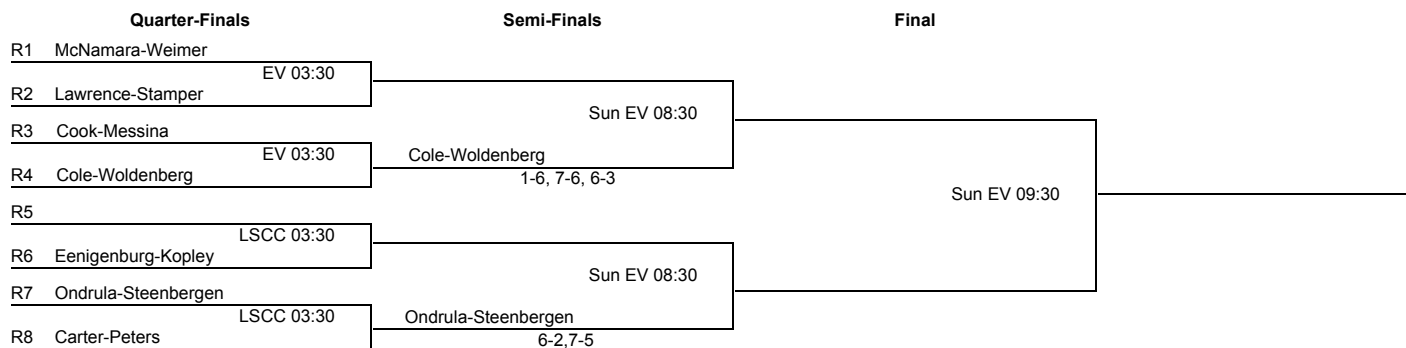 Quarter-Finals Semi-Finals Final
R1 McNamara-Weimer
EV 03:30
R2 Lawrence-Stamper
Sun EV 08:30
R3 Cook-Messina
EV 03:30
Cole-Woldenberg
R4 Cole-Woldenberg
1-6, 7-6, 6-3
Sun EV 09:30
R5
LSCC 03:30
R6 Eenigenburg-Kopley
Sun EV 08:30
R7 Ondrula-Steenbergen
LSCC 03:30
Ondrula-Steenbergen
R8 Carter-Peters
6-2,7-5